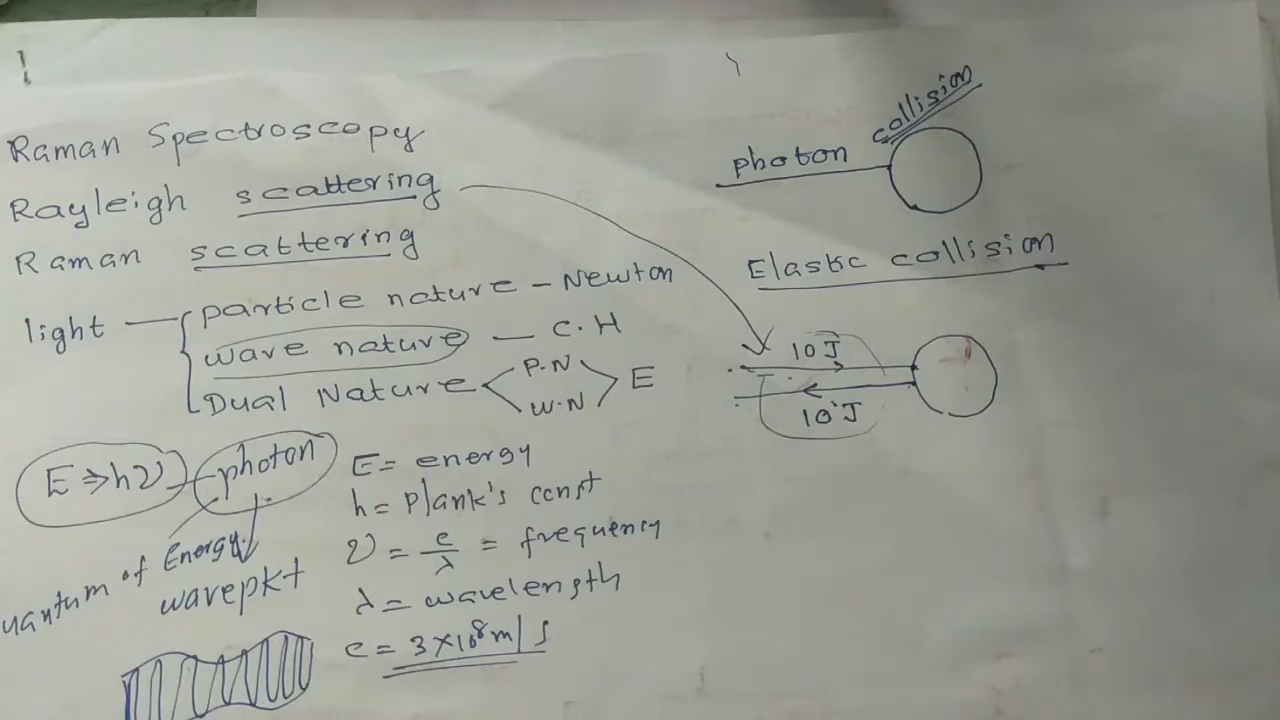 Raman Spectroscopy
Rayleigh scattering
Raman scattering
light
particle nature - Newton
wave nature - C.H
Dual Nature
P.N
W.N
E
E ⇒ hν - photon
uantum of Energy
wavepkt
E = energy
h = Plank's const
ν = c/λ = frequency
λ = wavelength
c = 3×10⁸ m/s
photon
collision
Elastic collision
10 J
10 J